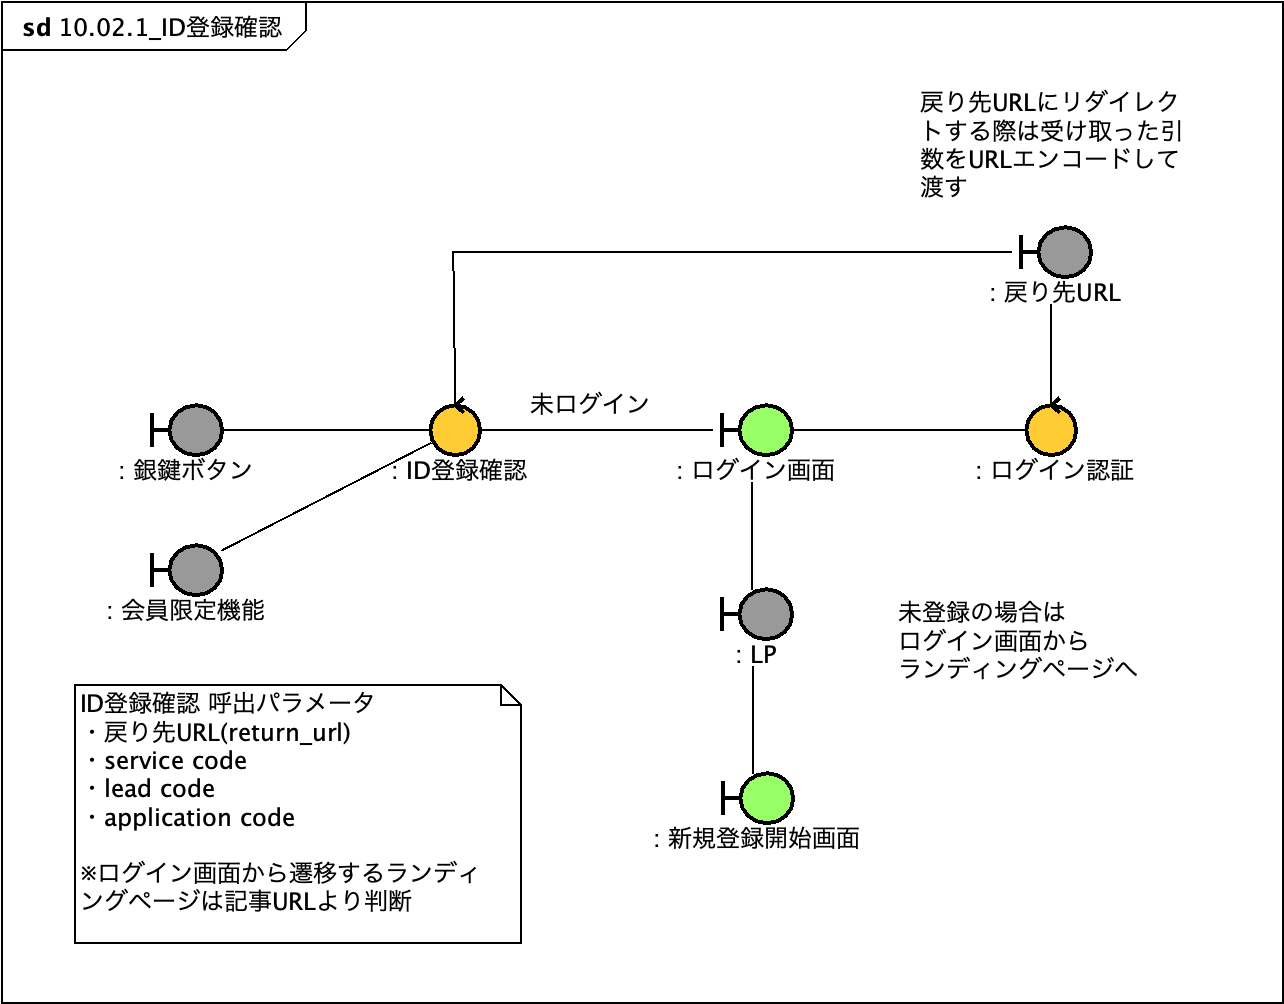 sd 10.02.1_ID登録確認
戻り先URLにリダイレク
トする際は受け取った引
数をURLエンコードして
渡す
: 戻り先URL
未ログイン
: 銀鍵ボタン
: ID登録確認
: ログイン画面
: ログイン認証
: 会員限定機能
: LP
未登録の場合は
ログイン画面から
ランディングページへ
ID登録確認 呼出パラメータ
・戻り先URL(return_url)
・service code
・lead code
・application code
※ログイン画面から遷移するランディ
ングページは記事URLより判断
: 新規登録開始画面